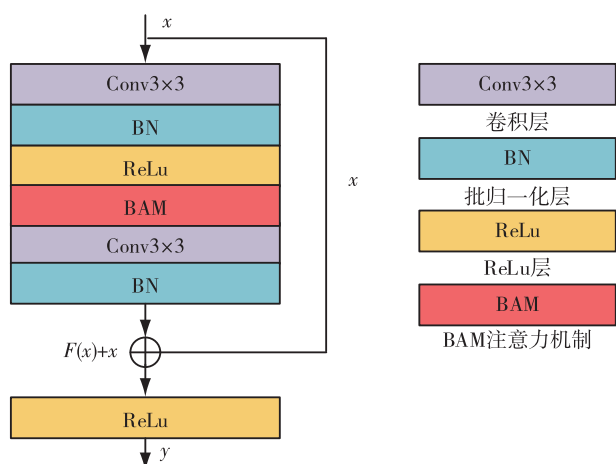 x
Conv3×3
BN
ReLu
BAM
Conv3×3
BN
x
F(x)+x
ReLu
y
Conv3×3
卷积层
BN
批归一化层
ReLu
ReLu层
BAM
BAM注意力机制